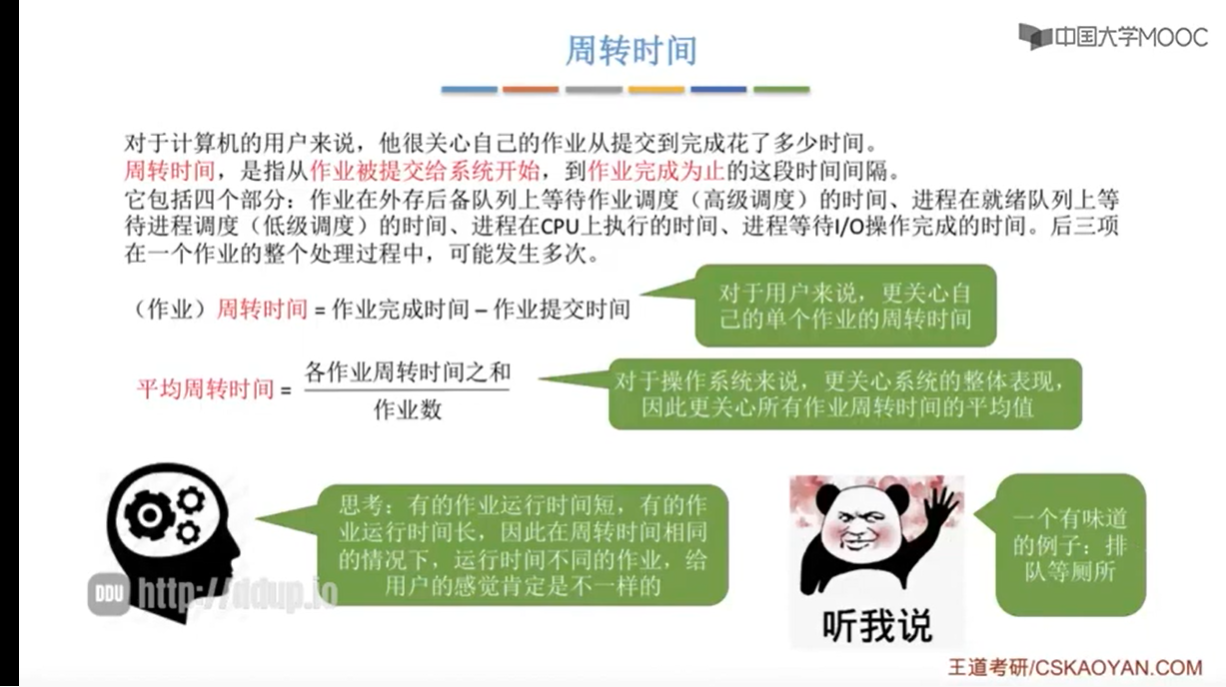 周转时间
中国大学MOOC
对于计算机的用户来说，他很关心自己的作业从提交到完成花了多少时间。
周转时间，是指从作业被提交给系统开始，到作业完成为止的这段时间间隔。
它包括四个部分：作业在外存后备队列上等待作业调度（高级调度）的时间、进程在就绪队列上等
待进程调度（低级调度）的时间、进程在CPU上执行的时间、进程等待I/O操作完成的时间。后三项
在一个作业的整个处理过程中，可能发生多次。
（作业）周转时间 = 作业完成时间 – 作业提交时间
对于用户来说，更关心自
己的单个作业的周转时间
平均周转时间 =
各作业周转时间之和
作业数
对于操作系统来说，更关心系统的整体表现，
因此更关心所有作业周转时间的平均值
思考：有的作业运行时间短，有的作
业运行时间长，因此在周转时间相同
的情况下，运行时间不同的作业，给
用户的感觉肯定是不一样的
一个有味道
的例子：排
队等厕所
听我说
DDU http://ddup.io
王道考研/CSKAOYAN.COM